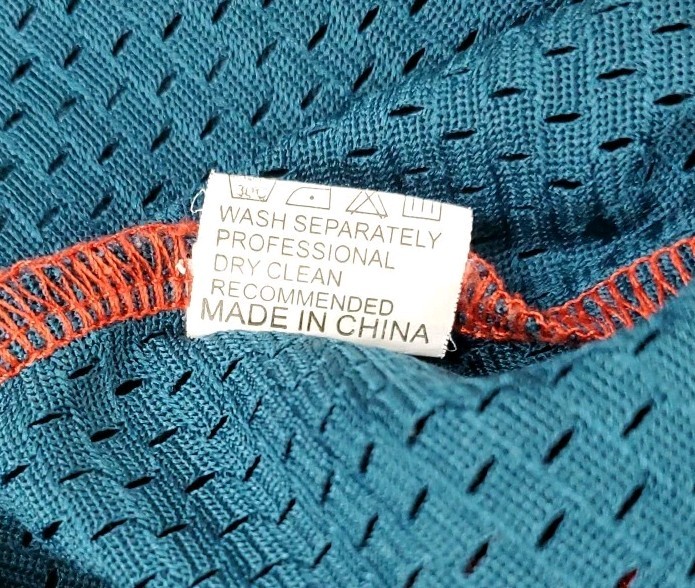 WASH SEPARATELY
PROFESSIONAL
DRY CLEAN
RECOMMENDED
MADE IN CHINA